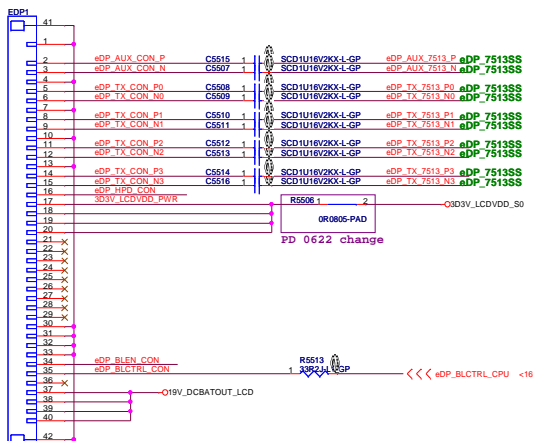 EDP1
41
1
2 eDP_AUX_CON_P C5515 1 SCD1U16V2KX-L-GP eDP_AUX_7513_P eDP_7513SS
3 eDP_AUX_CON_N C5507 1 SCD1U16V2KX-L-GP eDP_AUX_7513_N eDP_7513SS
4
5 eDP_TX_CON_P0 C5508 1 SCD1U16V2KX-L-GP eDP_TX_7513_P0 eDP_7513SS
6 eDP_TX_CON_N0 C5509 1 SCD1U16V2KX-L-GP eDP_TX_7513_N0 eDP_7513SS
7
8 eDP_TX_CON_P1 C5510 1 SCD1U16V2KX-L-GP eDP_TX_7513_P1 eDP_7513SS
9 eDP_TX_CON_N1 C5511 1 SCD1U16V2KX-L-GP eDP_TX_7513_N1 eDP_7513SS
10
11 eDP_TX_CON_P2 C5512 1 SCD1U16V2KX-L-GP eDP_TX_7513_P2 eDP_7513SS
12 eDP_TX_CON_N2 C5513 1 SCD1U16V2KX-L-GP eDP_TX_7513_N2 eDP_7513SS
13
14 eDP_TX_CON_P3 C5514 1 SCD1U16V2KX-L-GP eDP_TX_7513_P3 eDP_7513SS
15 eDP_TX_CON_N3 C5516 1 SCD1U16V2KX-L-GP eDP_TX_7513_N3 eDP_7513SS
16 eDP_HPD_CON
17 3D3V_LCDVDD_PWR R5506 1 2 3D3V_LCDVDD_S0
18
19 0R0805-PAD
20
PD 0622 change
21
22
23
24
25
26
27
28
29
30
31
32
33
34 eDP_BLEN_CON R5513
35 eDP_BLCTRL_CON 1 33R2J eDP_BLCTRL_CPU <16
36
37 19V_DCBATOUT_LCD
38
39
40
42